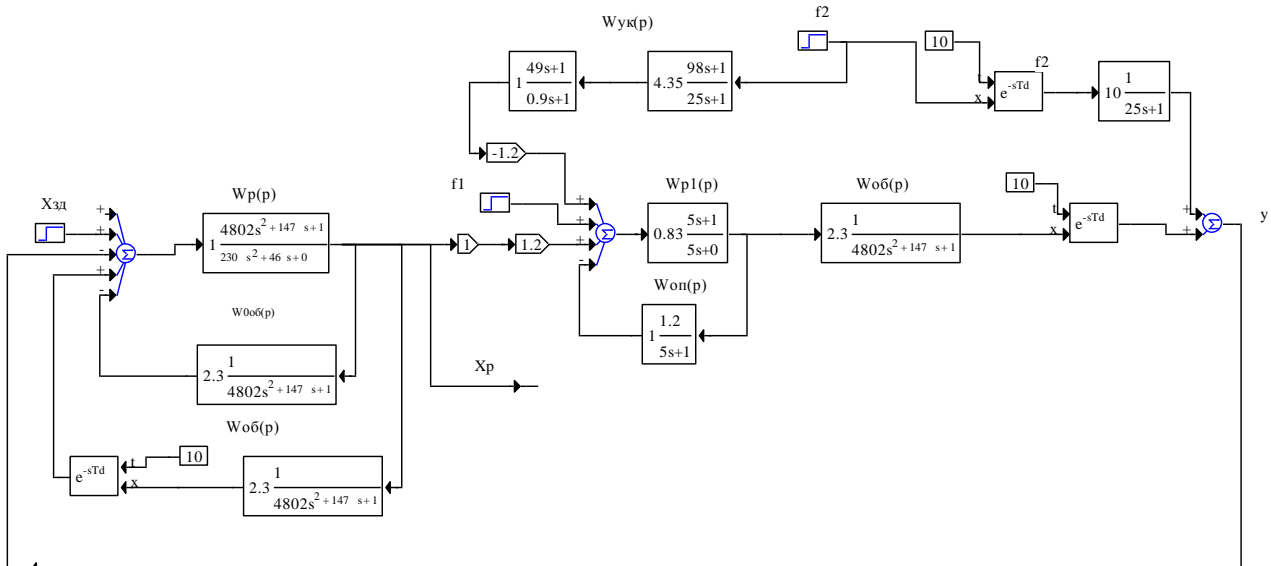 f2
Wук(p)
10
f2
49s+1
1
0.9s+1
98s+1
4.35
25s+1
t
x
e^-sTd
1
10
25s+1
-1.2
Wp(p)
f1
Wp1(p)
Wоб(p)
10
Xзд
y
+
+
-
+
-
Σ
4802s^2+147 s+1
1
230 s^2+46 s+0
1
1.2
+
+
+
-
Σ
5s+1
0.83
5s+0
1
2.3
4802s^2+147 s+1
t
x
e^-sTd
+
+
Σ
W0об(p)
Wоп(p)
1.2
1
5s+1
1
2.3
4802s^2+147 s+1
Xp
Wоб(p)
e^-sTd
t
x
10
1
2.3
4802s^2+147 s+1